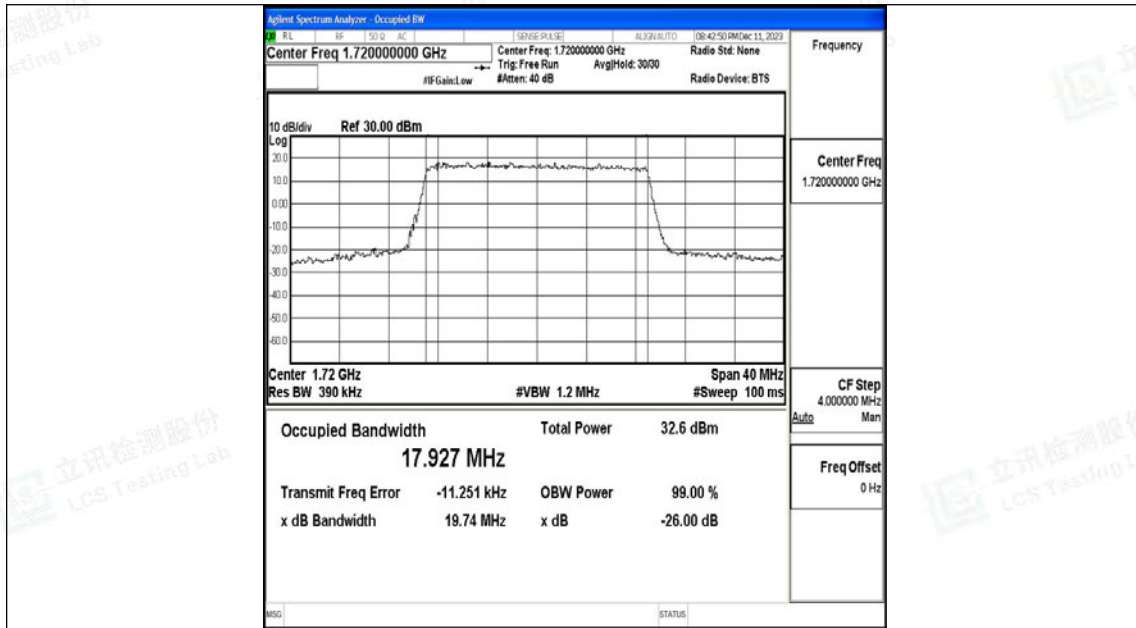 Agilent Spectrum Analyzer - Occupied BW
RL RF 50 Ω AC SENSE:PULSE ALIGN AUTO 08:42:50 PM Dec 11, 2023
Center Freq 1.720000000 GHz
Center Freq: 1.720000000 GHz
Radio Std: None
Trig: Free Run
Avg|Hold: 30/30
#IFGain:Low
#Atten: 40 dB
Radio Device: BTS
Frequency
10 dB/div
Ref 30.00 dBm
Log
20.0
10.0
0.00
-10.0
-20.0
-30.0
-40.0
-50.0
-60.0
Center 1.72 GHz
Span 40 MHz
Res BW 390 kHz
#VBW 1.2 MHz
#Sweep 100 ms
Occupied Bandwidth
17.927 MHz
Total Power 32.6 dBm
Transmit Freq Error -11.251 kHz
OBW Power 99.00 %
x dB Bandwidth 19.74 MHz
x dB -26.00 dB
Center Freq
1.720000000 GHz
CF Step
4.000000 MHz
Auto Man
Freq Offset
0 Hz
MSG
STATUS
立讯检测股份
LCS Testing Lab
立讯检测股份
LCS Testing L
测股份
esting Lab
立